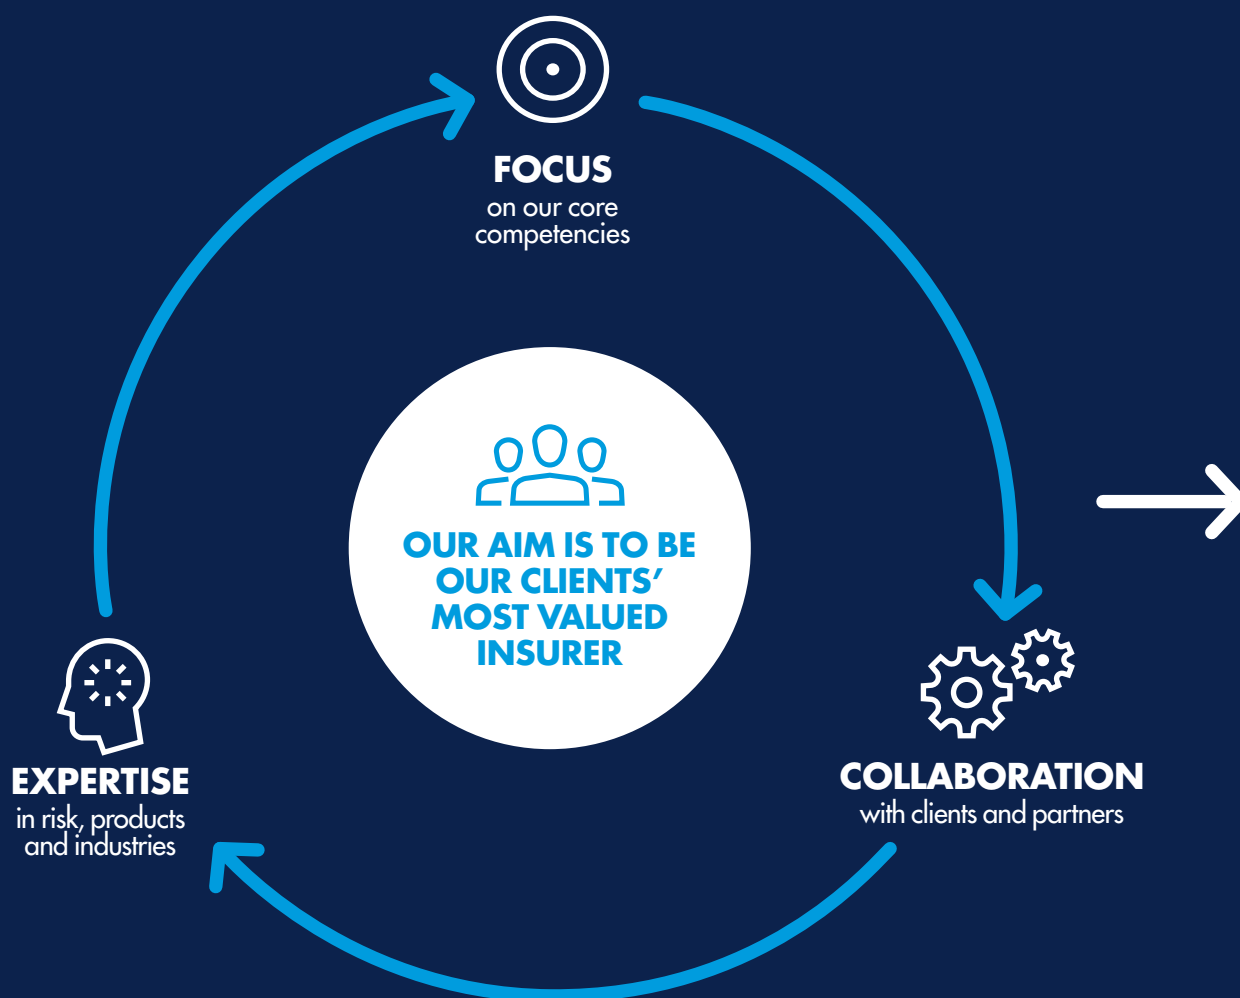 FOCUS
on our core
competencies
OUR AIM IS TO BE
OUR CLIENTS’
MOST VALUED
INSURER
EXPERTISE
in risk, products
and industries
COLLABORATION
with clients and partners